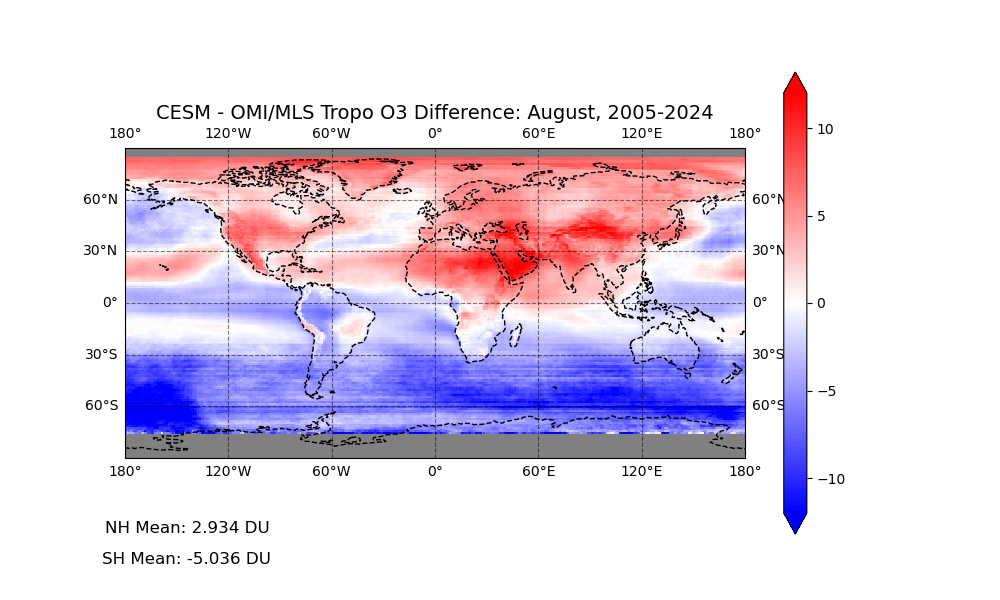 CESM - OMI/MLS Tropo O3 Difference: August, 2005-2024
180° 120°W 60°W 0° 60°E 120°E 180°
60°N 60°N
30°N 30°N
0° 0°
30°S 30°S
60°S 60°S
180° 120°W 60°W 0° 60°E 120°E 180°
10
5
0
−5
−10
NH Mean: 2.934 DU
SH Mean: -5.036 DU